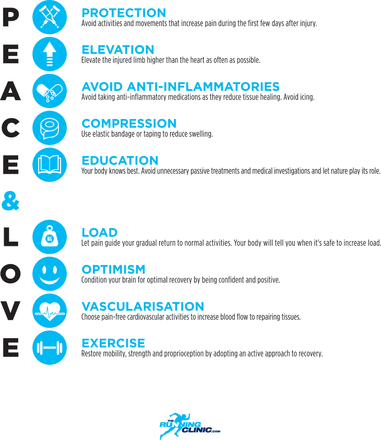 P
PROTECTION
Avoid activities and movements that increase pain during the first few days after injury.
E
ELEVATION
Elevate the injured limb higher than the heart as often as possible.
A
AVOID ANTI-INFLAMMATORIES
Avoid taking anti-inflammatory medications as they reduce tissue healing. Avoid icing.
C
COMPRESSION
Use elastic bandage or taping to reduce swelling.
E
EDUCATION
Your body knows best. Avoid unnecessary passive treatments and medical investigations and let nature play its role.
&
L
LOAD
Let pain guide your gradual return to normal activities. Your body will tell you when it's safe to increase load.
O
OPTIMISM
Condition your brain for optimal recovery by being confident and positive.
V
VASCULARISATION
Choose pain-free cardiovascular activities to increase blood flow to repairing tissues.
E
EXERCISE
Restore mobility, strength and proprioception by adopting an active approach to recovery.
RUNNING
CLINIC.COM